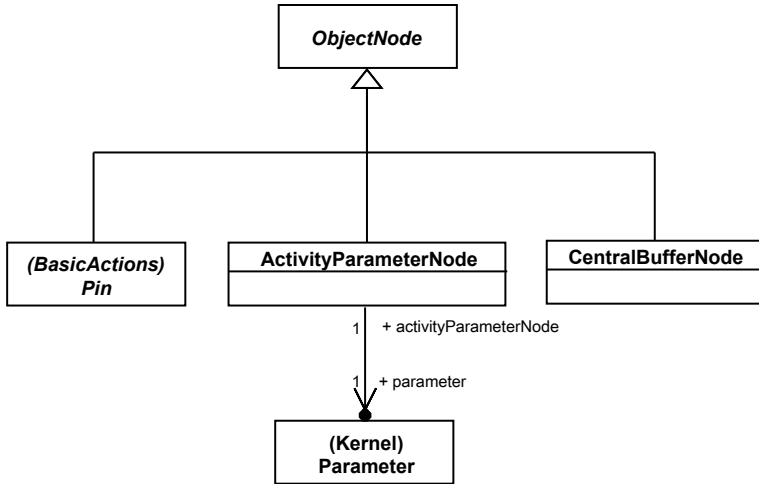 ObjectNode
(BasicActions)
Pin
ActivityParameterNode
CentralBufferNode
1 + activityParameterNode
1 + parameter
(Kernel)
Parameter